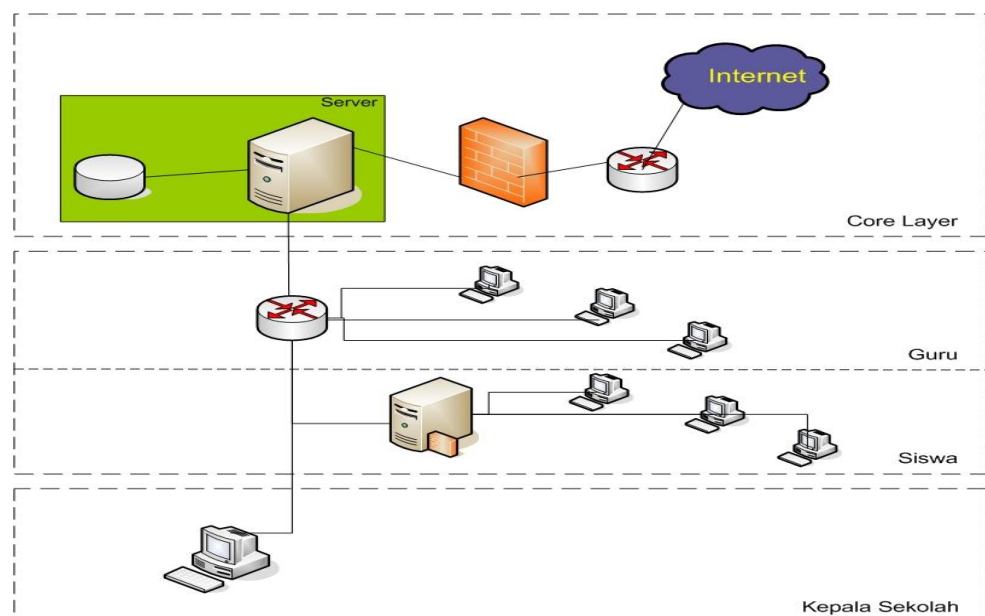 Internet
Server
Core Layer
Guru
Siswa
Kepala Sekolah